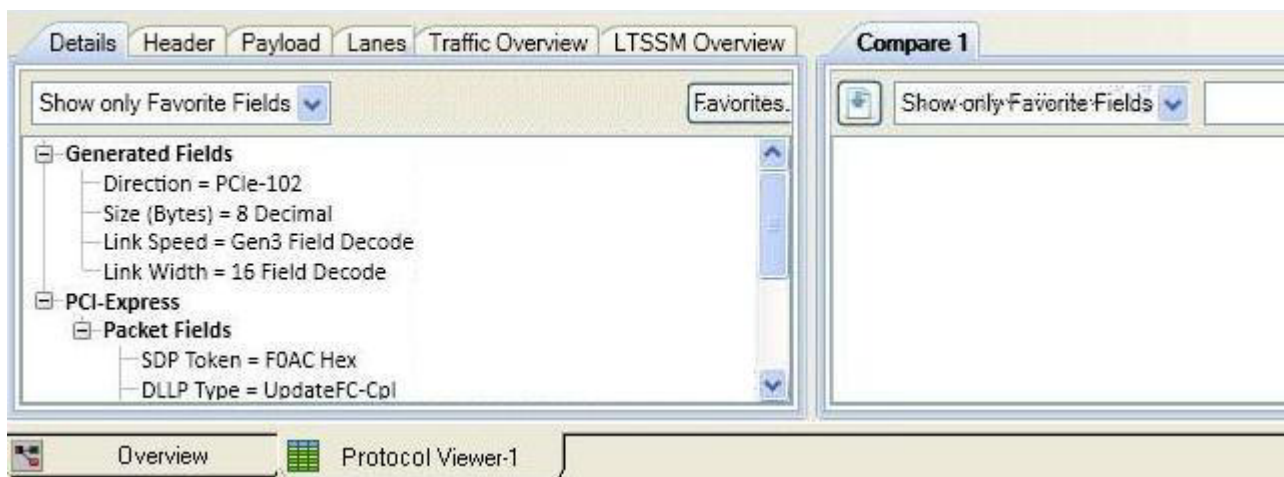 Details Header Payload Lanes Traffic Overview LTSSM Overview
Compare 1
Show only Favorite Fields
Favorites.
Show only Favorite Fields
Generated Fields
Direction = PCIe-102
Size (Bytes) = 8 Decimal
Link Speed = Gen3 Field Decode
Link Width = 16 Field Decode
PCI-Express
Packet Fields
SDP Token = F0AC Hex
DLLP Type = UpdateFC-Cpl
Overview
Protocol Viewer-1